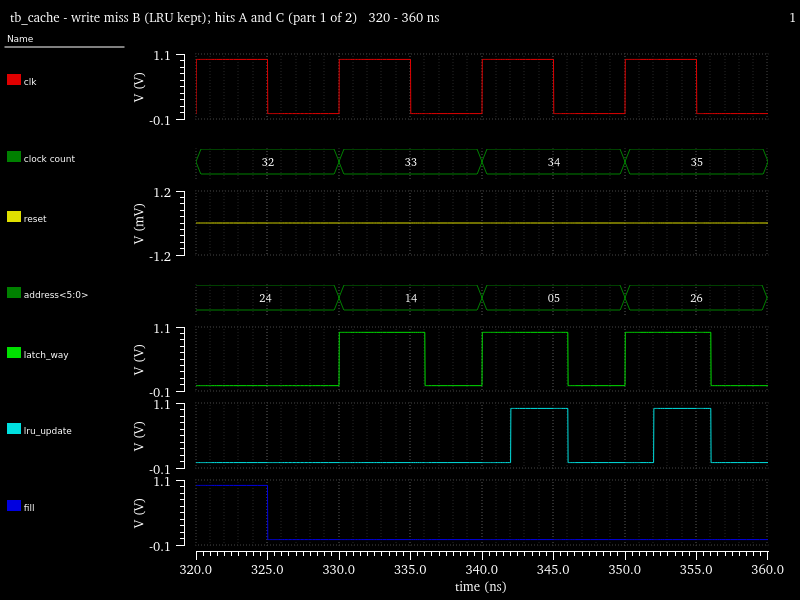 tb_cache - write miss B (LRU kept); hits A and C (part 1 of 2) 320 - 360 ns
1
Name
clk
V (V)
1.1
-0.1
clock count
32 33 34 35
reset
V (mV)
1.2
-1.2
address<5:0>
24 14 05 26
latch_way
V (V)
1.1
-0.1
lru_update
V (V)
1.1
-0.1
fill
V (V)
1.1
-0.1
320.0 325.0 330.0 335.0 340.0 345.0 350.0 355.0 360.0
time (ns)